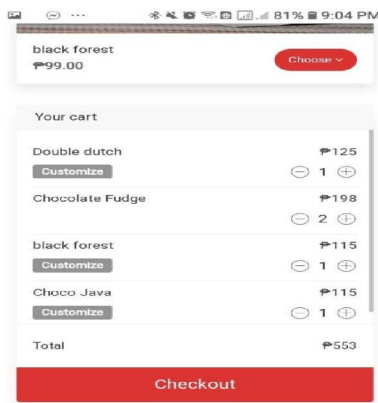 81% 9:04 PM
black forest
₱99.00
Choose
Your cart
Double dutch ₱125
Customize 1
Chocolate Fudge ₱198
2
black forest ₱115
Customize 1
Choco Java ₱115
Customize 1
Total ₱553
Checkout